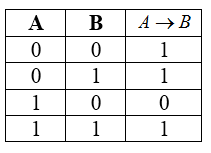 A B A → B
0 0 1
0 1 1
1 0 0
1 1 1